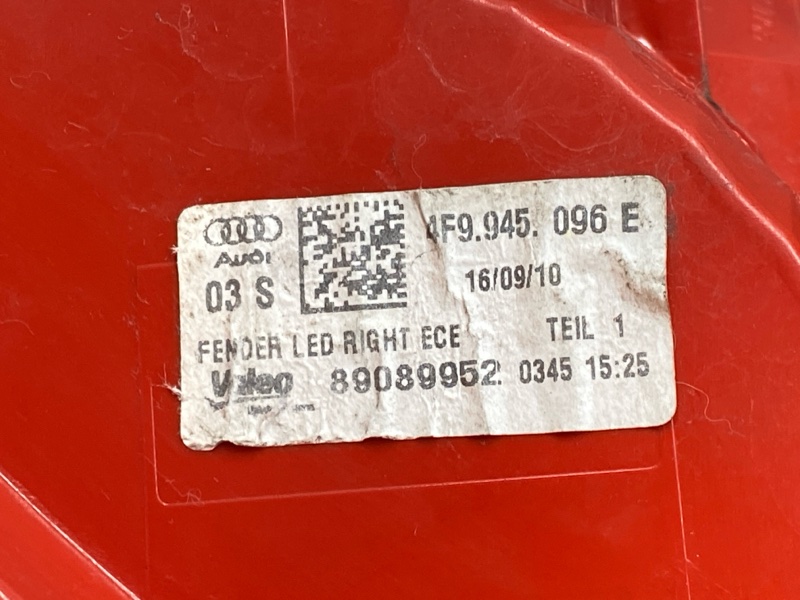 4F9.945. 096 E
AUDI
16/09/10
03 S
FENDER LED RIGHT ECE TEIL 1
Valeo 89089952 0345 15:25